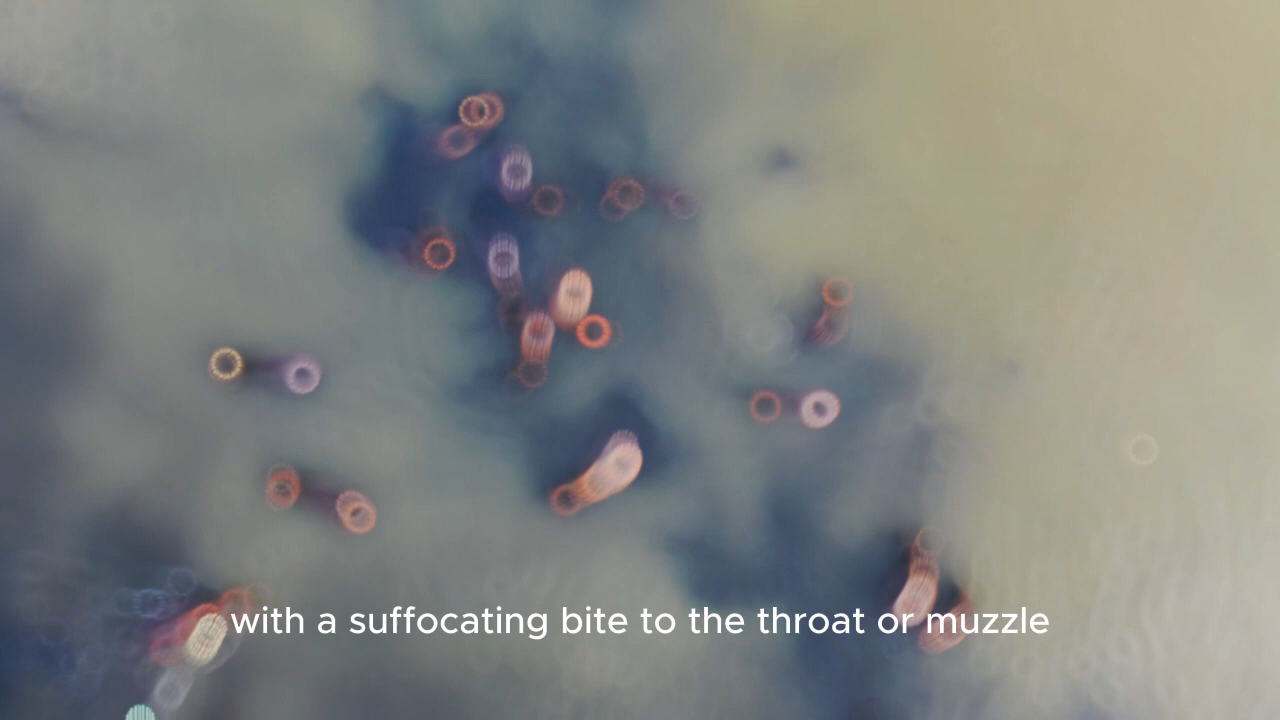 with a suffocating bite to the throat or muzzle